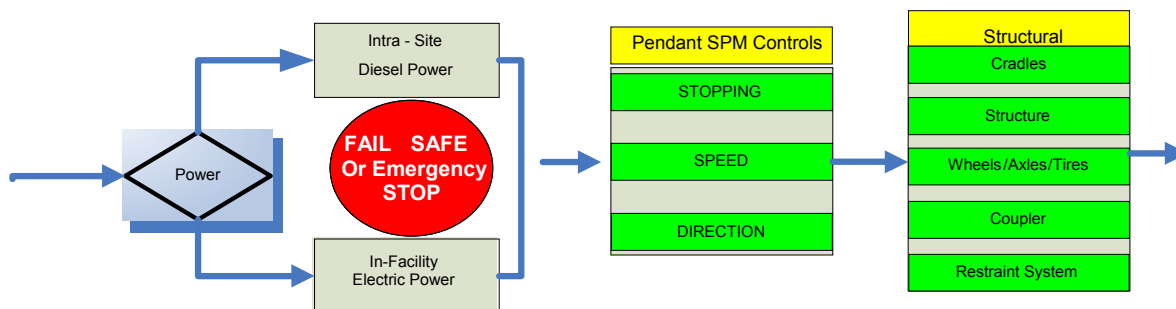 Power
Intra - Site
Diesel Power
FAIL SAFE
Or Emergency
STOP
In-Facility
Electric Power
Pendant SPM Controls
STOPPING
SPEED
DIRECTION
Structural
Cradles
Structure
Wheels/Axles/Tires
Coupler
Restraint System